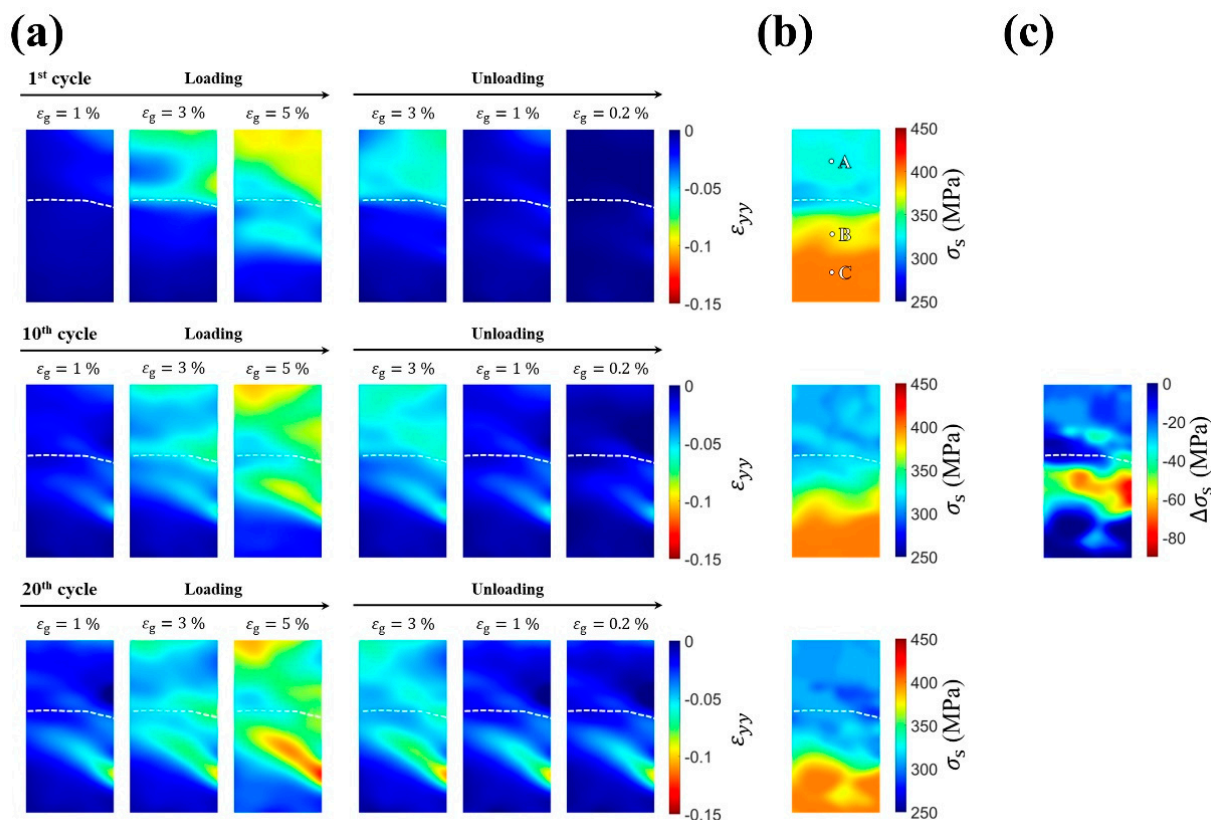 (a) (b) (c)
1st cycle Loading Unloading
εg = 1 % εg = 3 % εg = 5 % εg = 3 % εg = 1 % εg = 0.2 %
0
-0.05
-0.1
-0.15
εyy
A
B
C
450
400
350
300
250
σs (MPa)
10th cycle Loading Unloading
εg = 1 % εg = 3 % εg = 5 % εg = 3 % εg = 1 % εg = 0.2 %
0
-0.05
-0.1
-0.15
εyy
450
400
350
300
250
σs (MPa)
0
-20
-40
-60
-80
Δσs (MPa)
20th cycle Loading Unloading
εg = 1 % εg = 3 % εg = 5 % εg = 3 % εg = 1 % εg = 0.2 %
0
-0.05
-0.1
-0.15
εyy
450
400
350
300
250
σs (MPa)